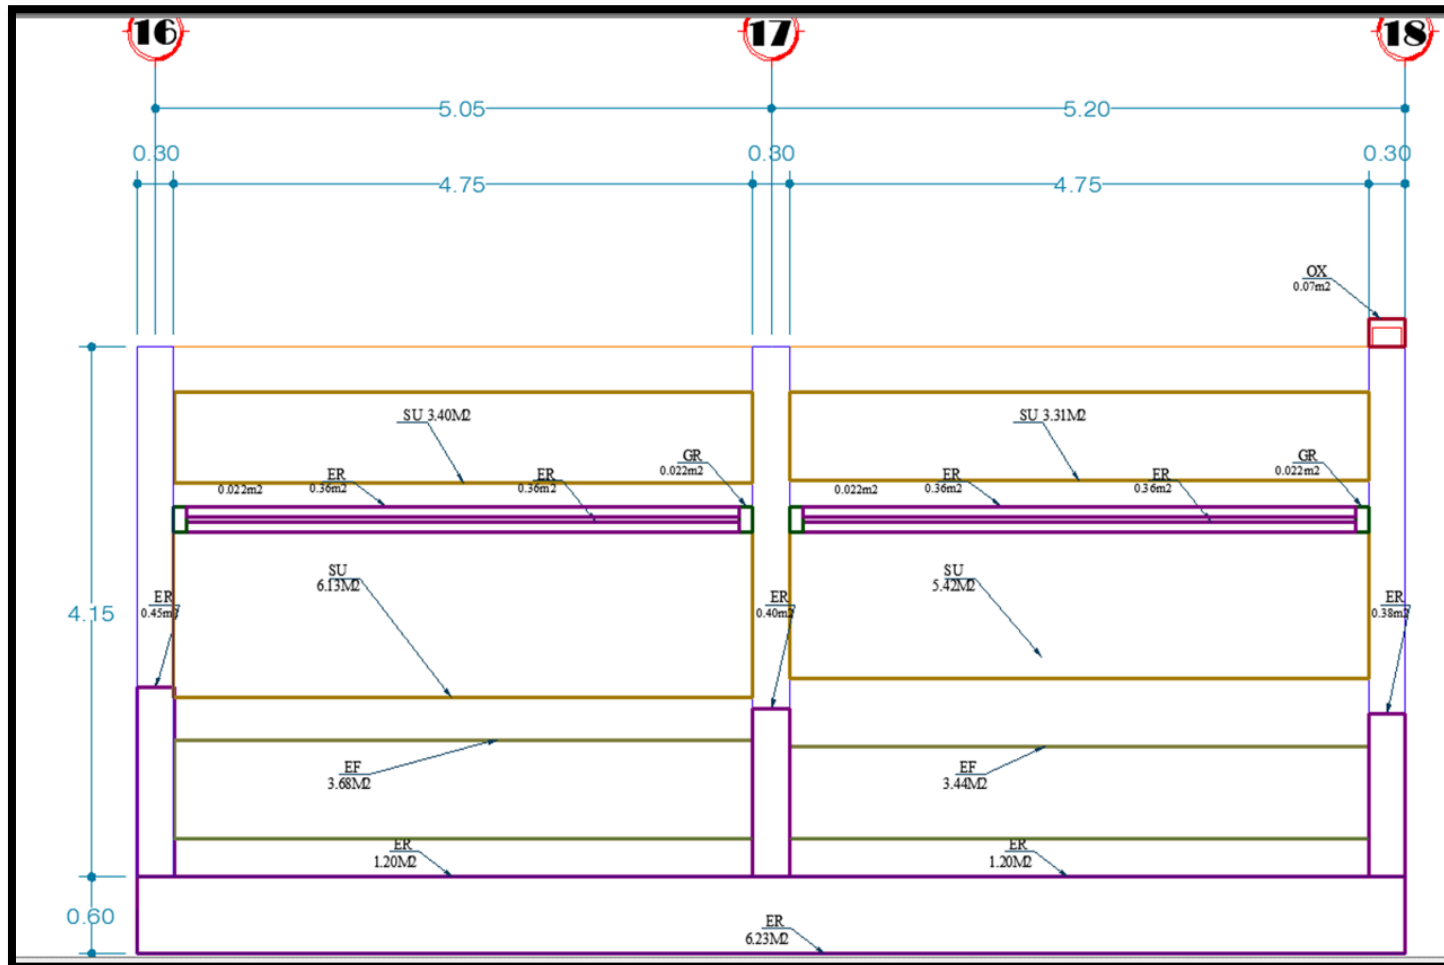 16 17 18
5.05 5.20
0.30 0.30 0.30
4.75 4.75
OX
0.07m2
SU 3.40M2 SU 3.31M2
GR GR
0.022m2 0.022m2
ER ER ER ER
0.022m2 0.36m2 0.36m2 0.022m2 0.36m2 0.36m2
SU SU
6.13M2 5.42M2
ER ER ER
4.15 0.45m2 0.40m2 0.38m2
EF EF
3.68M2 3.44M2
ER ER
1.20M2 1.20M2
0.60 ER
6.23M2